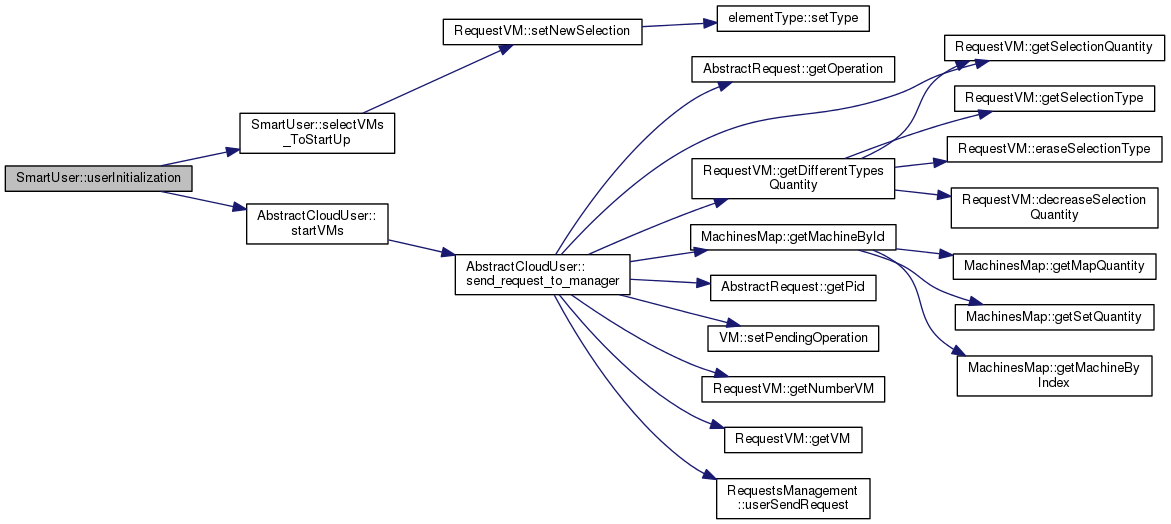 SmartUser::userInitialization
SmartUser::selectVMs
_ToStartUp
AbstractCloudUser::
startVMs
RequestVM::setNewSelection
elementType::setType
AbstractCloudUser::
send_request_to_manager
AbstractRequest::getOperation
RequestVM::getDifferentTypes
Quantity
MachinesMap::getMachineById
AbstractRequest::getPid
VM::setPendingOperation
RequestVM::getNumberVM
RequestVM::getVM
RequestsManagement
::userSendRequest
RequestVM::getSelectionQuantity
RequestVM::getSelectionType
RequestVM::eraseSelectionType
RequestVM::decreaseSelection
Quantity
MachinesMap::getMapQuantity
MachinesMap::getSetQuantity
MachinesMap::getMachineBy
Index